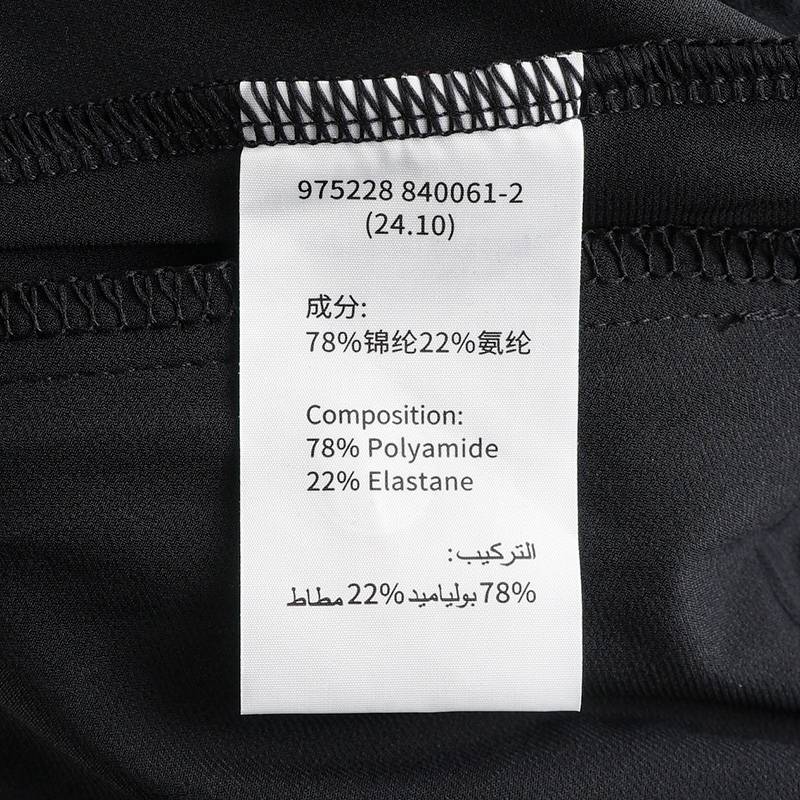 975228 840061-2
(24.10)
成分:
78%锦纶22%氨纶
Composition:
78% Polyamide
22% Elastane
التركيب:
78% بولياميد 22% مطاط